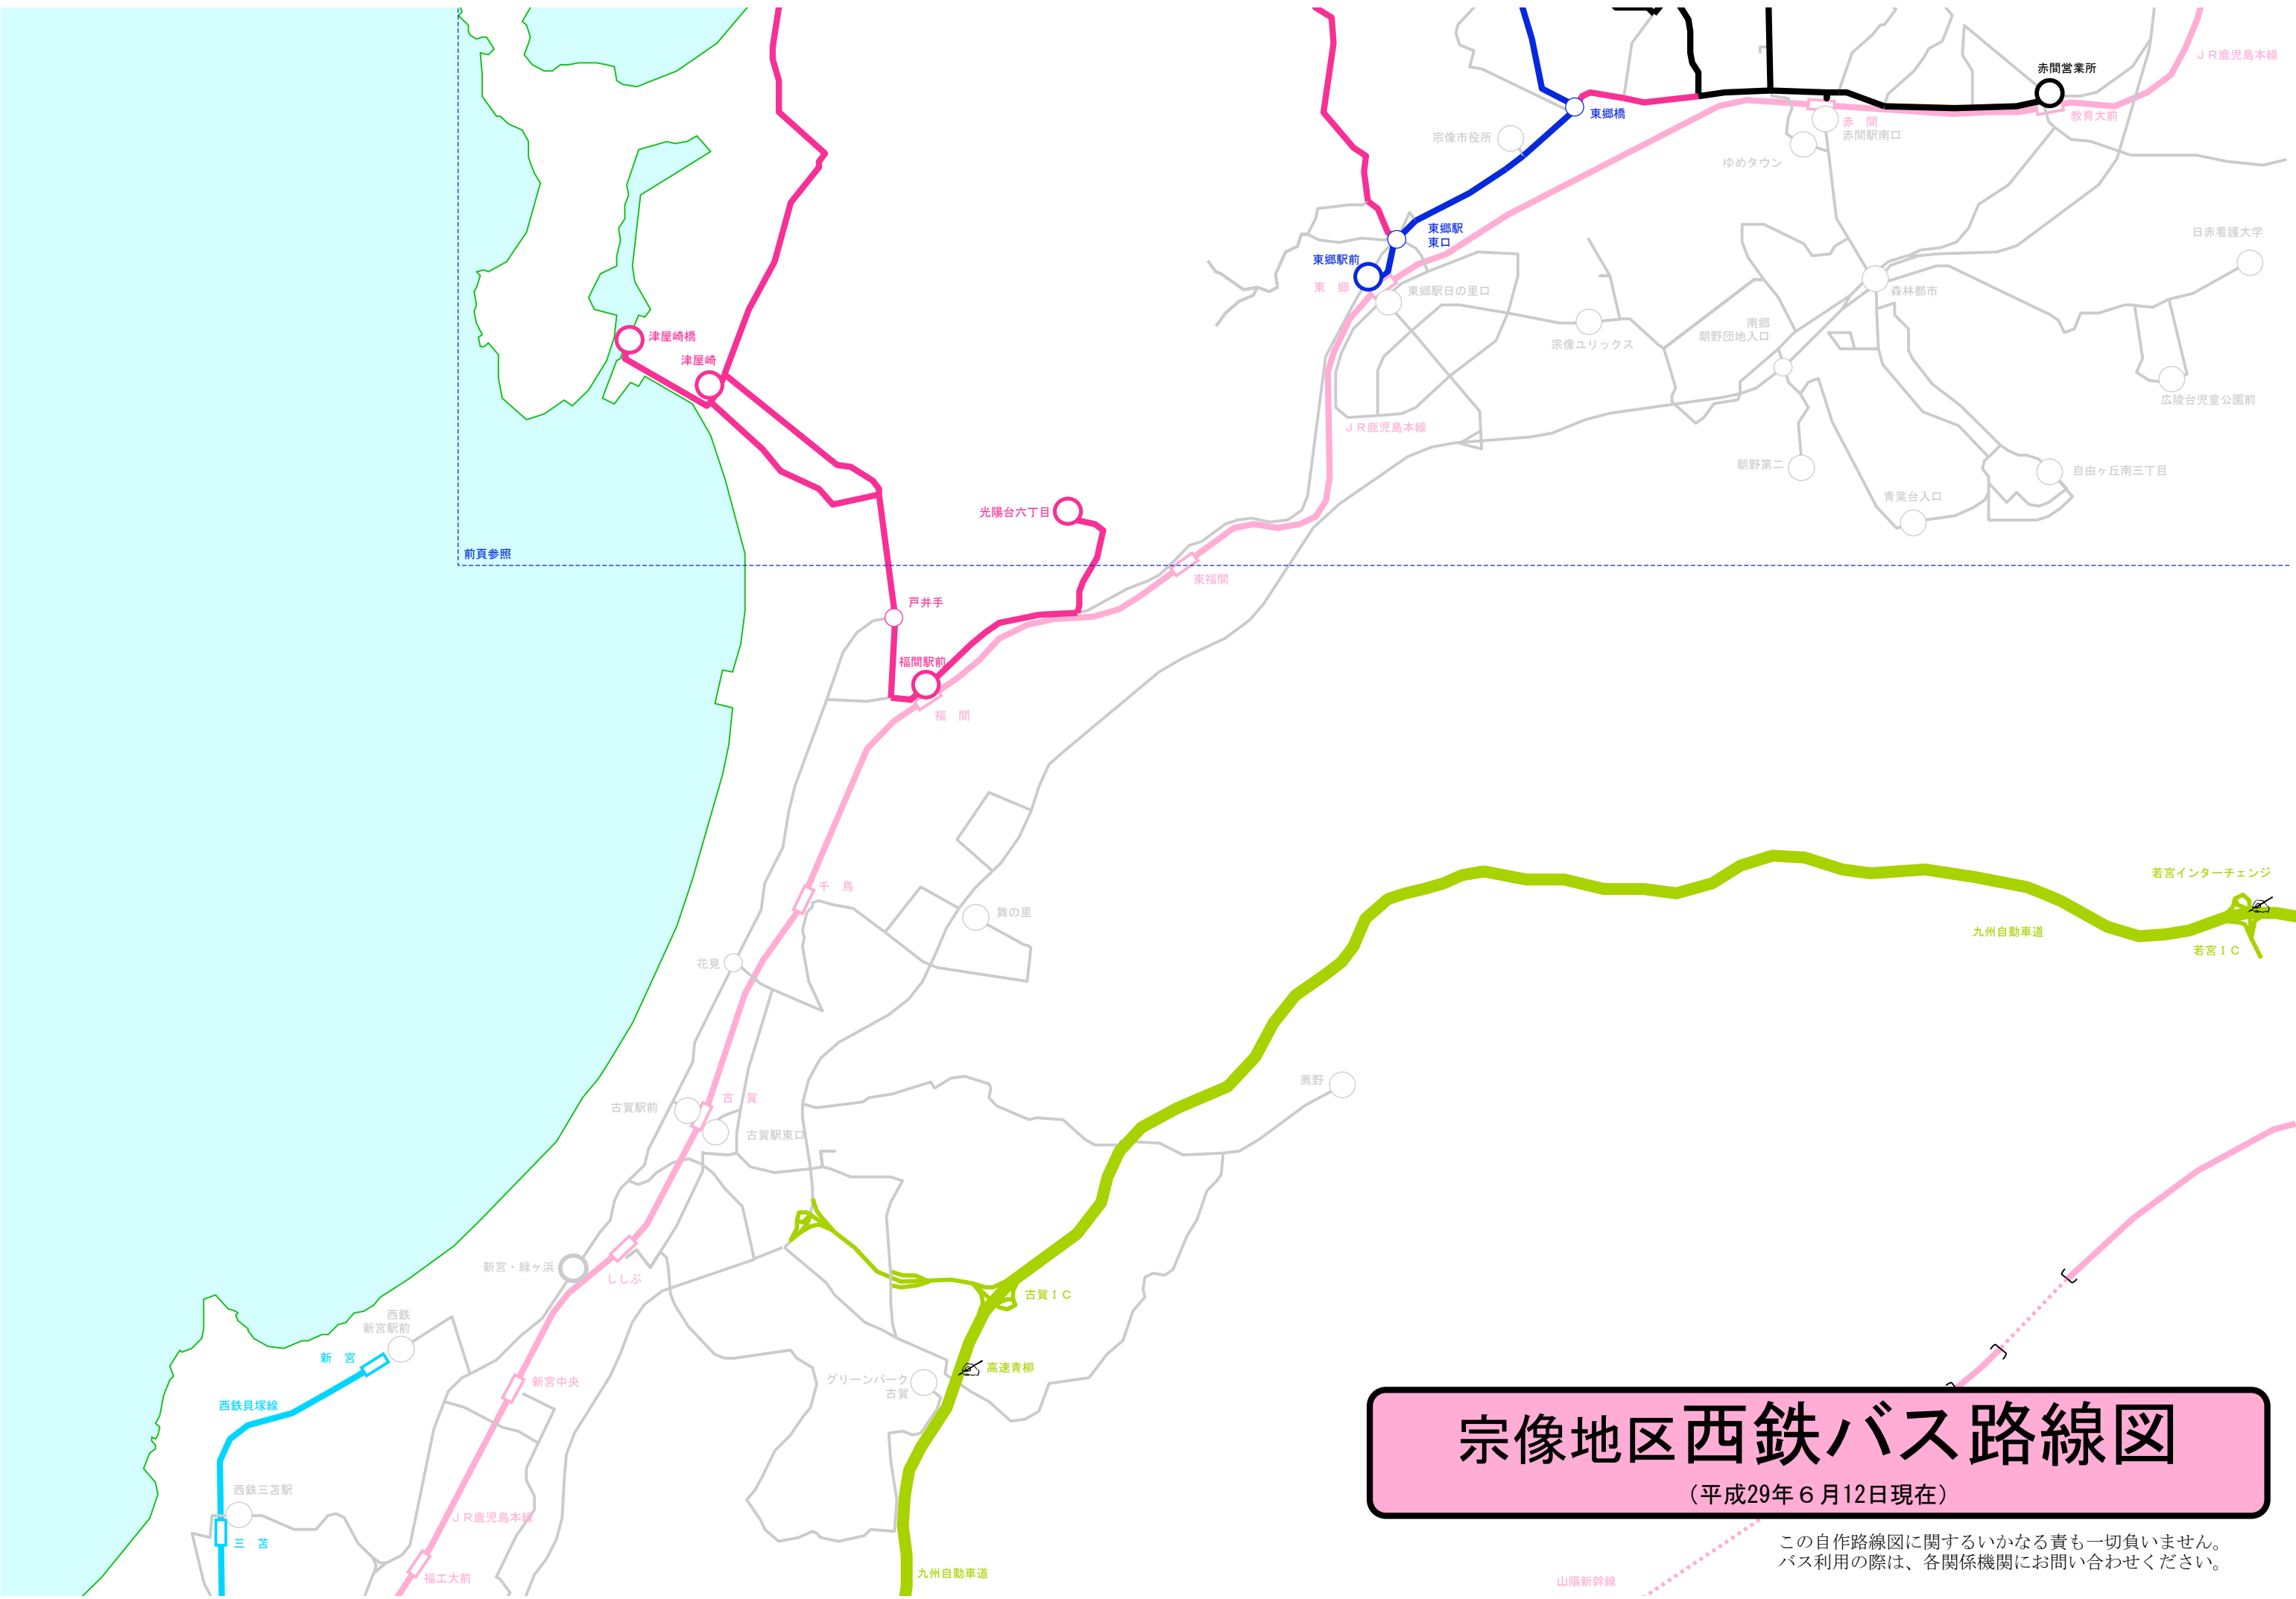 ＪＲ鹿児島本線
赤間営業所
東郷橋
宗像市役所
赤　間
赤間駅南口
教育大前
ゆめタウン
東郷駅
東口
東郷駅前
東　郷
東郷駅日の里口
日赤看護大学
森林都市
津屋崎橋
津屋崎
宗像ユリックス
南郷
朝野団地入口
広陵台児童公園前
ＪＲ鹿児島本線
朝野第二
自由ヶ丘南三丁目
青葉台入口
光陽台六丁目
前頁参照
東福間
戸井手
福間駅前
福　間
千　鳥
舞の里
若宮インターチェンジ
九州自動車道
若宮ＩＣ
花見
薦野
古賀駅前
古　賀
古賀駅東口
新宮・緑ヶ浜
ししぶ
古賀ＩＣ
西鉄
新宮駅前
新　宮
新宮中央
高速青柳
グリーンパーク
古賀
西鉄貝塚線
西鉄三苫駅
三　苫
ＪＲ鹿児島本線
福工大前
九州自動車道
宗像地区西鉄バス路線図
（平成29年６月12日現在）
この自作路線図に関するいかなる責も一切負いません。
バス利用の際は、各関係機関にお問い合わせください。
山陽新幹線